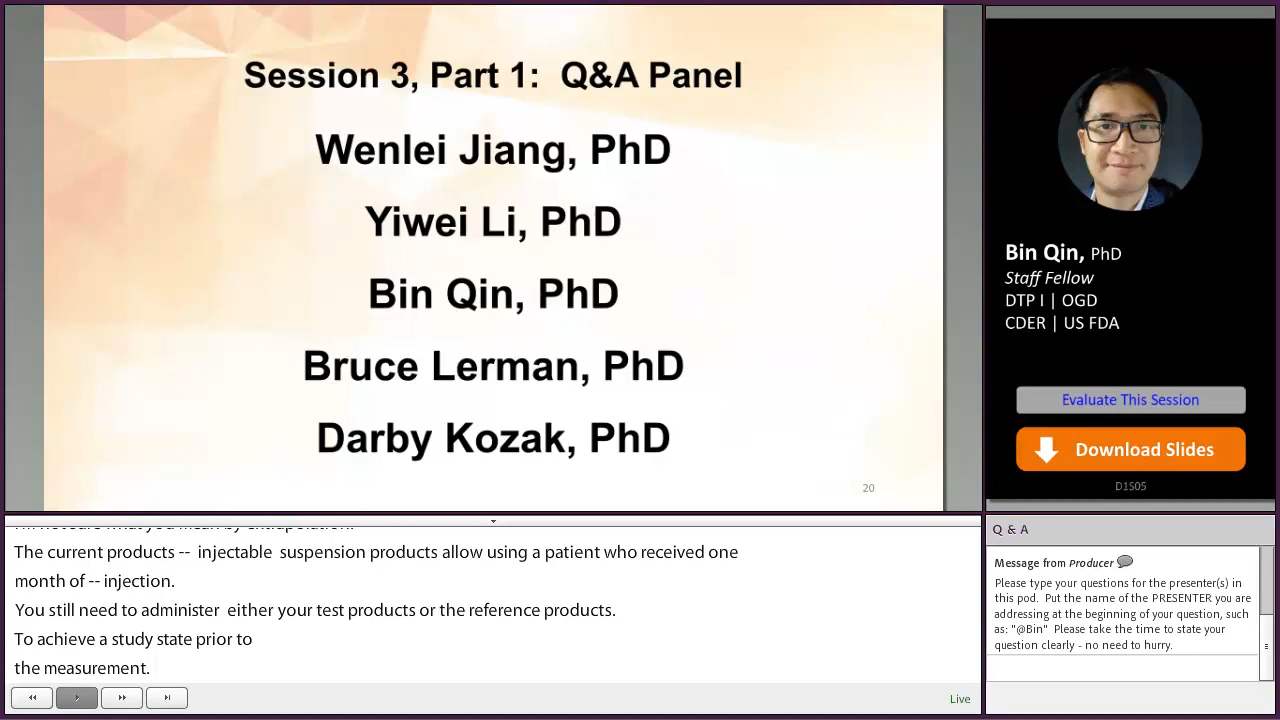 Session 3, Part 1: Q&A Panel
Wenlei Jiang, PhD
Yiwei Li, PhD
Bin Qin, PhD
Bruce Lerman, PhD
Darby Kozak, PhD
20
Bin Qin, PhD
Staff Fellow
DTP I | OGD
CDER | US FDA
Evaluate This Session
Download Slides
D1S05
The current products -- injectable suspension products allow using a patient who received one
month of -- injection.
You still need to administer either your test products or the reference products.
To achieve a study state prior to
the measurement.
Live
Q & A
Message from Producer
Please type your questions for the presenter(s) in
this pod. Put the name of the PRESENTER you are
addressing at the beginning of your question, such
as: "@Bin" Please take the time to state your
question clearly - no need to hurry.